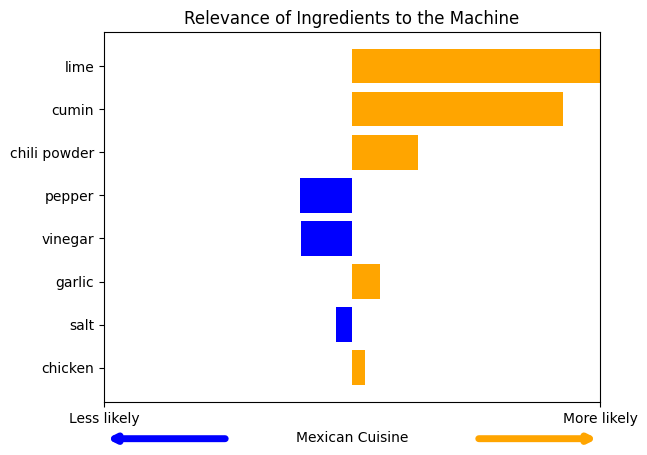 Relevance of Ingredients to the Machine
lime
cumin
chili powder
pepper
vinegar
garlic
salt
chicken
Less likely
More likely
Mexican Cuisine